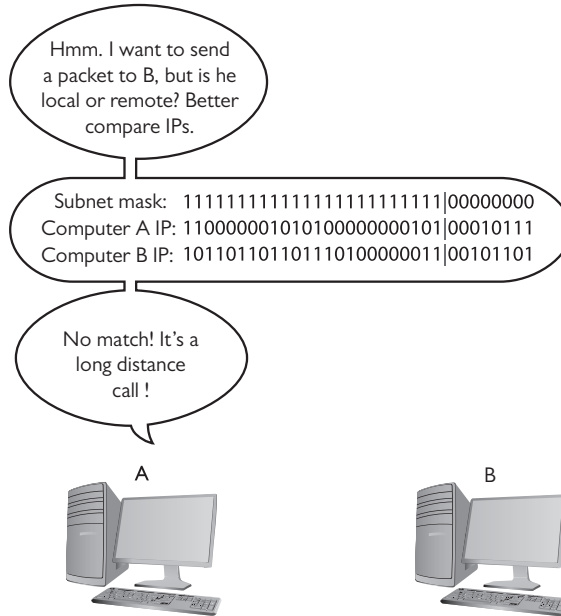 Hmm. I want to send
a packet to B, but is he
local or remote? Better
compare IPs.
Subnet mask: 111111111111111111111111|00000000
Computer A IP: 110000001010100000000101|00010111
Computer B IP: 101101101101110100000011|00101101
No match! It's a
long distance
call !
A
B